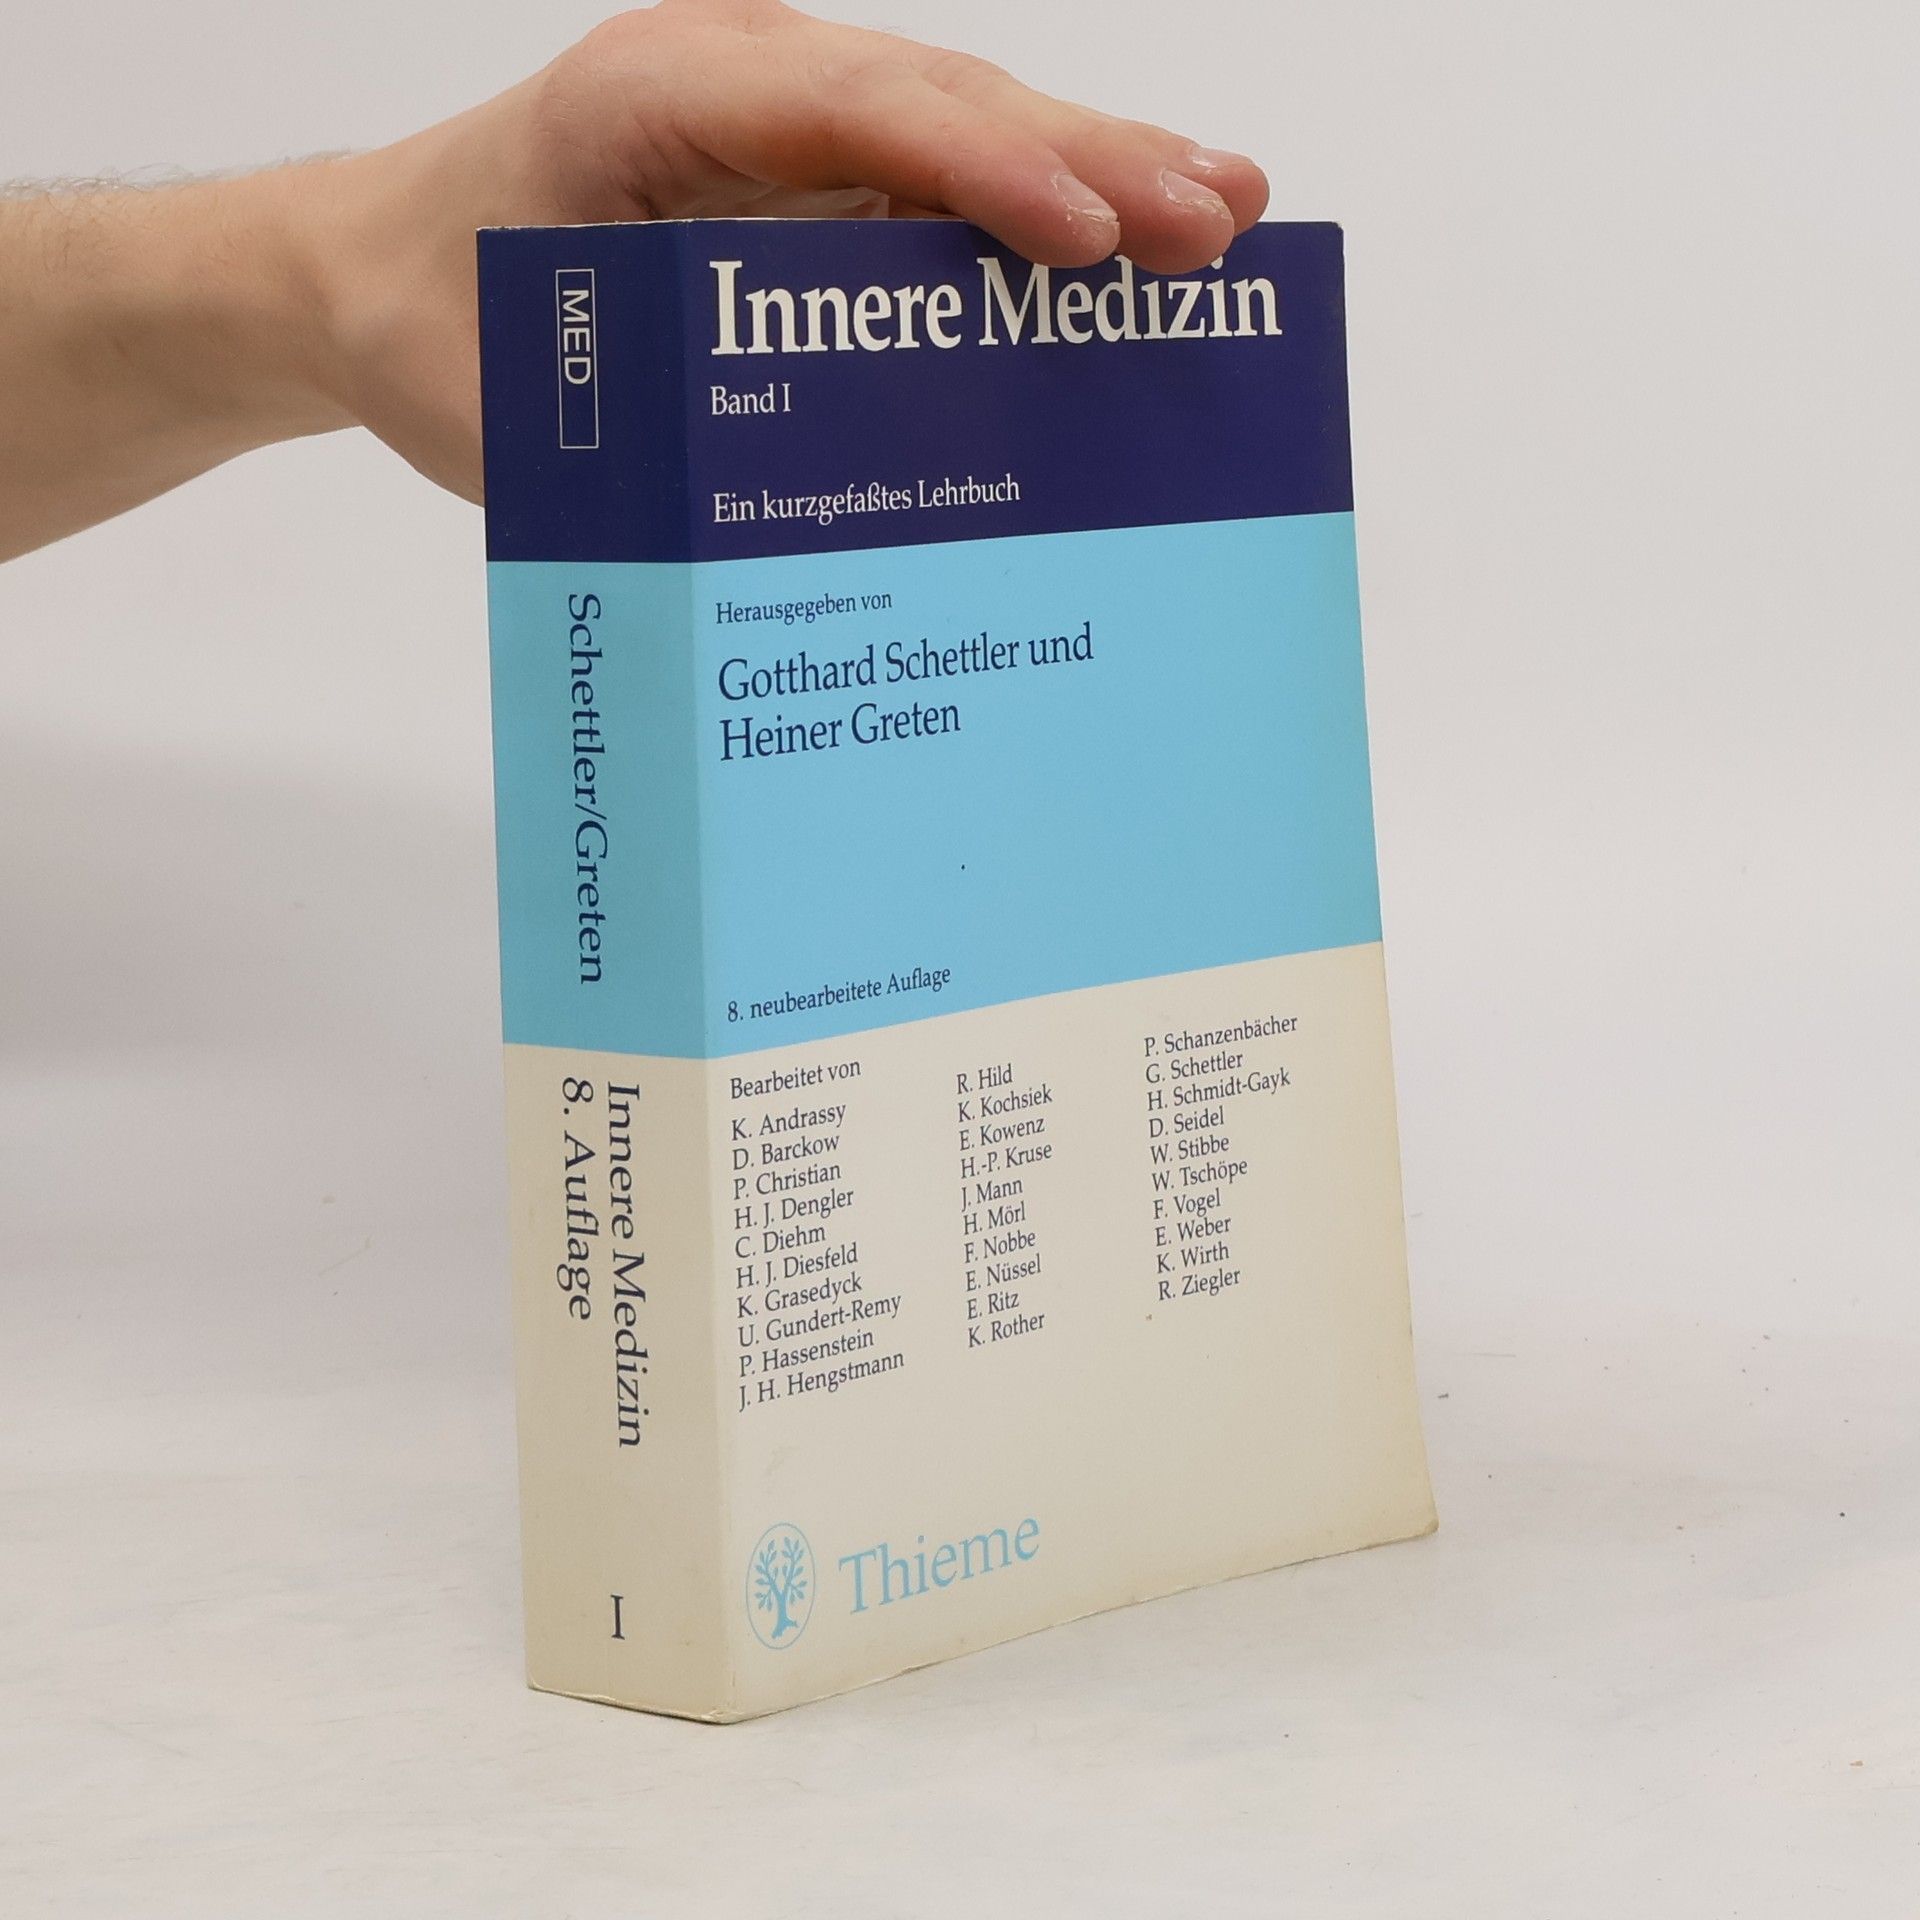 MED
Schettler/Greten
Innere Medizin
8. Auflage
I
Innere Medizin
Band I
Ein kurzgefaßtes Lehrbuch
Herausgegeben von
Gotthard Schettler und
Heiner Greten
8. neubearbeitete Auflage
Bearbeitet von
K. Andrassy
D. Barckow
P. Christian
H. J. Dengler
C. Diehm
H. J. Diesfeld
K. Grasedyck
U. Gundert-Remy
P. Hassenstein
J. H. Hengstmann
R. Hild
K. Kochsiek
E. Kowenz
H.-P. Kruse
J. Mann
H. Mörl
F. Nobbe
E. Nüssel
E. Ritz
K. Rother
P. Schanzenbächer
G. Schettler
H. Schmidt-Gayk
D. Seidel
W. Stibbe
W. Tschöpe
F. Vogel
E. Weber
K. Wirth
R. Ziegler
Thieme